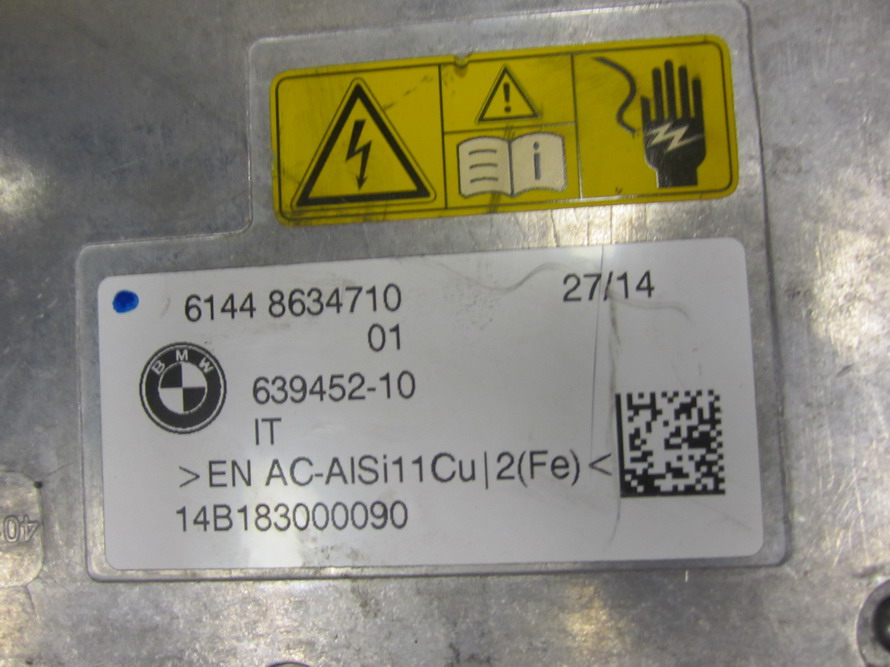 6144 8634710 27/14
01
BMW
639452-10
IT
>EN AC-AlSi11Cu|2(Fe)<
14B183000090